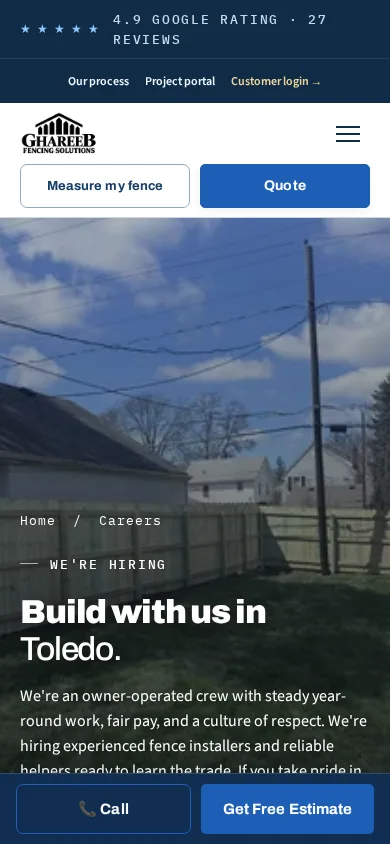 ★ ★ ★ ★ ★ 4.9 GOOGLE RATING · 27
REVIEWS
Our process Project portal Customer login →
GHAREEB
FENCING SOLUTIONS
Measure my fence Quote
Home / Careers
WE'RE HIRING
Build with us in
Toledo.
We're an owner-operated crew with steady year-
round work, fair pay, and a culture of respect. We're
hiring experienced fence installers and reliable
helpers ready to learn the trade. If you take pride in
📞 Call Get Free Estimate